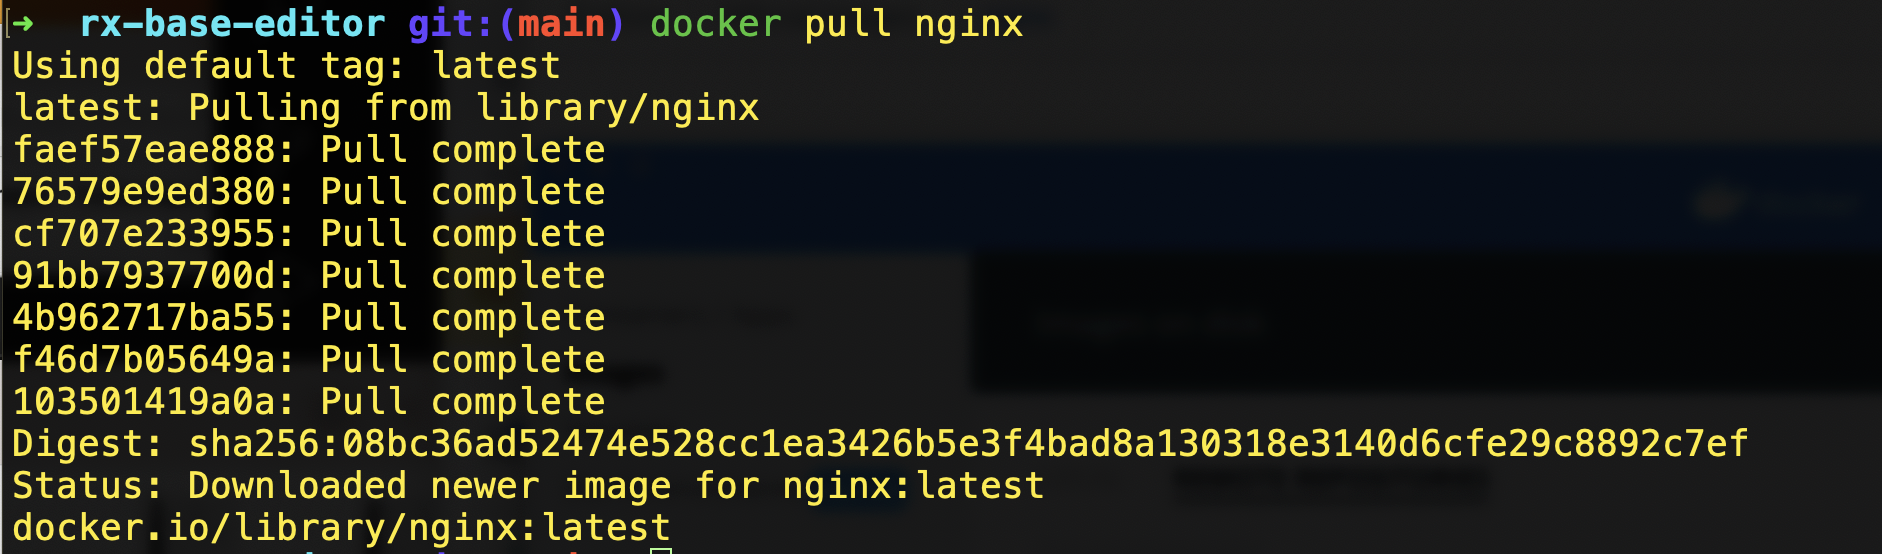 ➜ rx-base-editor git:(main) docker pull nginx
Using default tag: latest
latest: Pulling from library/nginx
faef57eae888: Pull complete
76579e9ed380: Pull complete
cf707e233955: Pull complete
91bb7937700d: Pull complete
4b962717ba55: Pull complete
f46d7b05649a: Pull complete
103501419a0a: Pull complete
Digest: sha256:08bc36ad52474e528cc1ea3426b5e3f4bad8a130318e3140d6cfe29c8892c7ef
Status: Downloaded newer image for nginx:latest
docker.io/library/nginx:latest